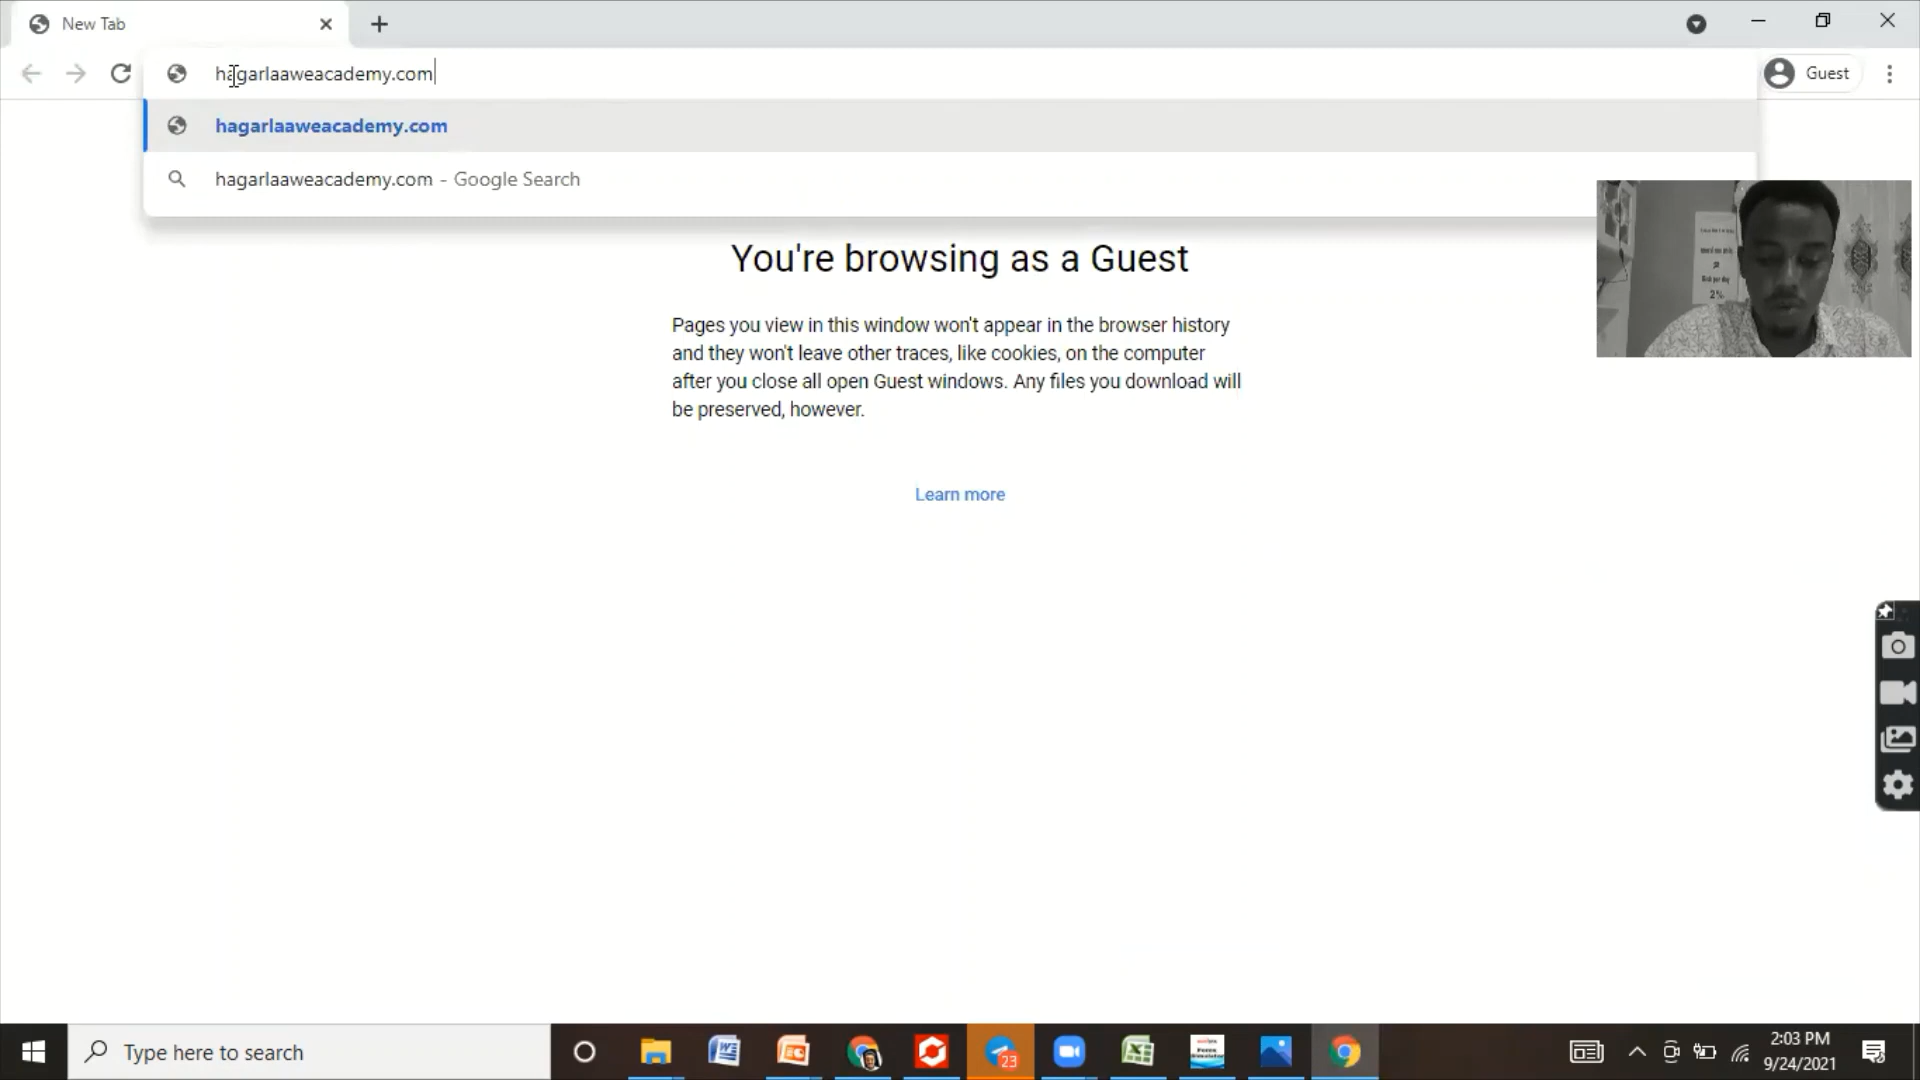 New Tab
hagarlaaweacademy.com
Guest
hagarlaaweacademy.com
hagarlaaweacademy.com - Google Search
You're browsing as a Guest
Pages you view in this window won't appear in the browser history
and they won't leave other traces, like cookies, on the computer
after you close all open Guest windows. Any files you download will
be preserved, however.
Learn more
2%
Type here to search
23
2:03 PM
9/24/2021